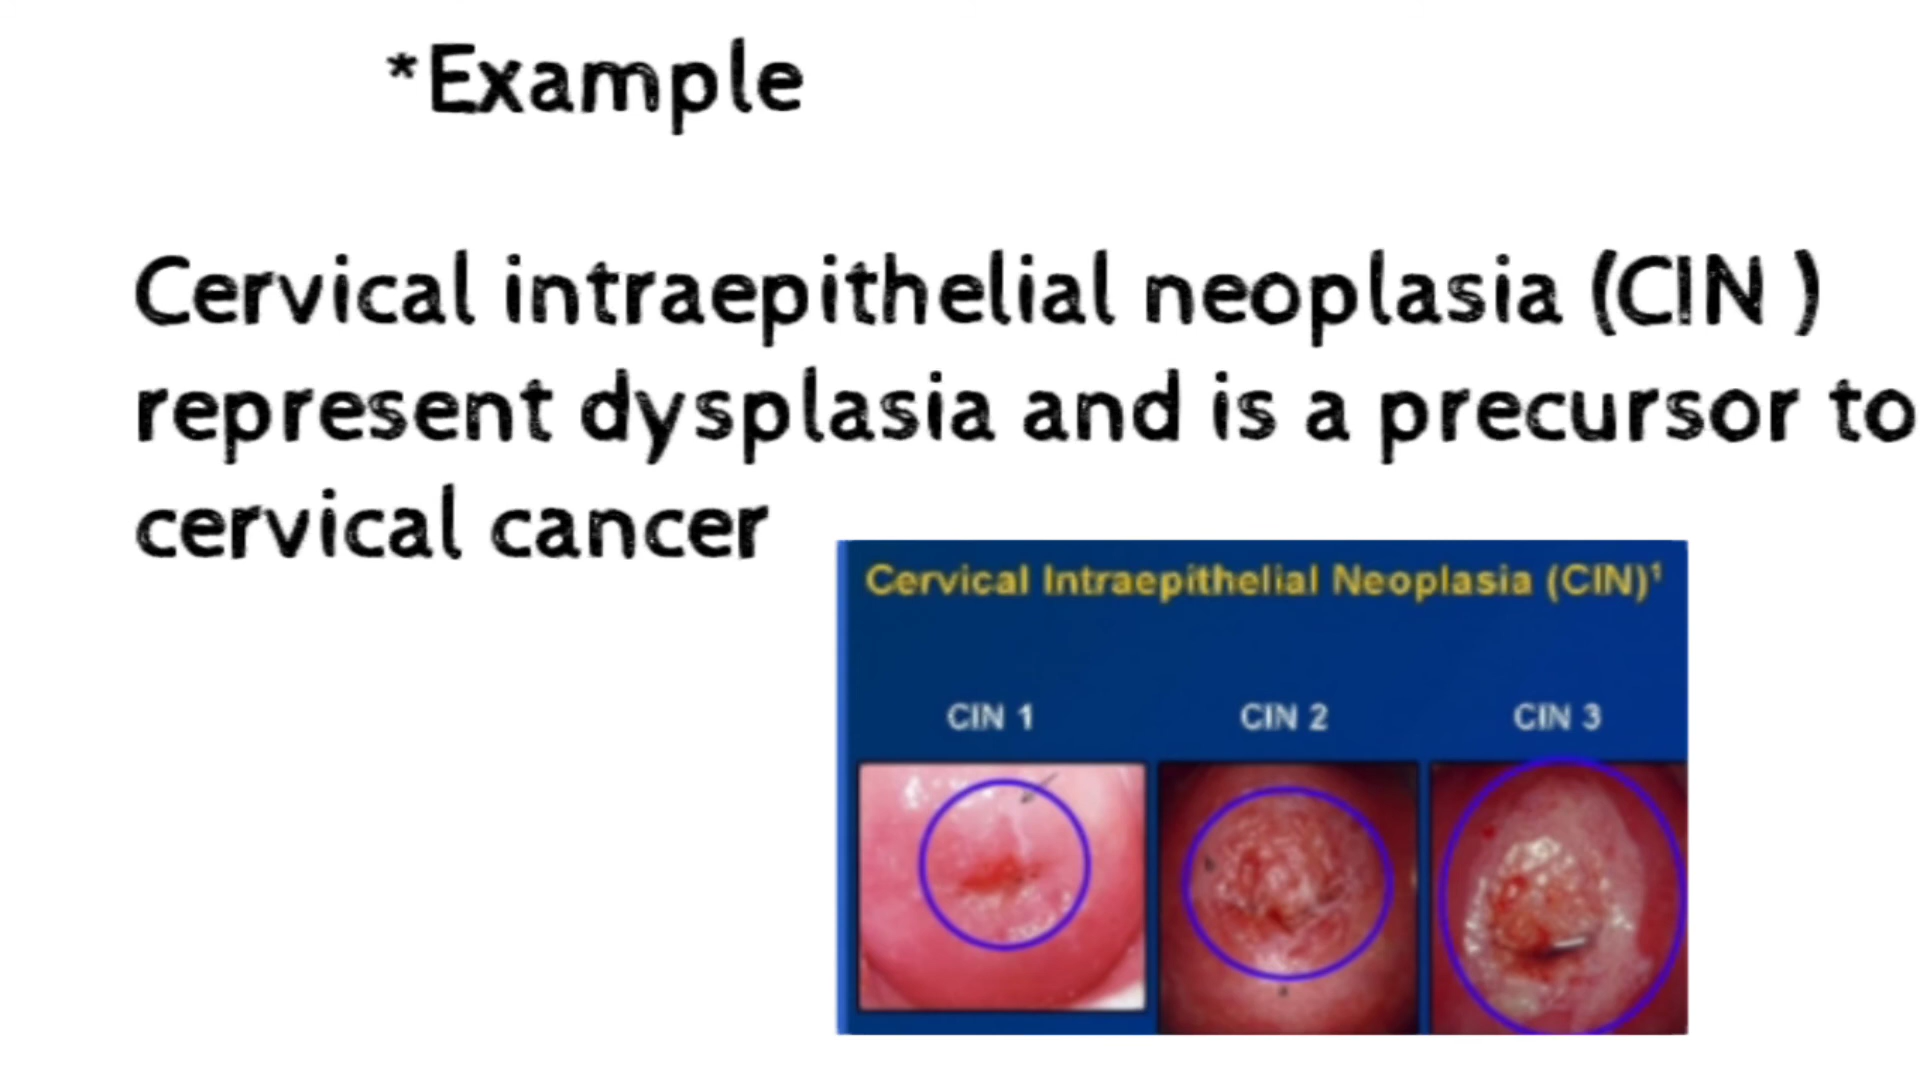 *Example
Cervical intraepithelial neoplasia (CIN )
represent dysplasia and is a precursor to
cervical cancer
Cervical Intraepithelial Neoplasia (CIN)¹
CIN 1
CIN 2
CIN 3